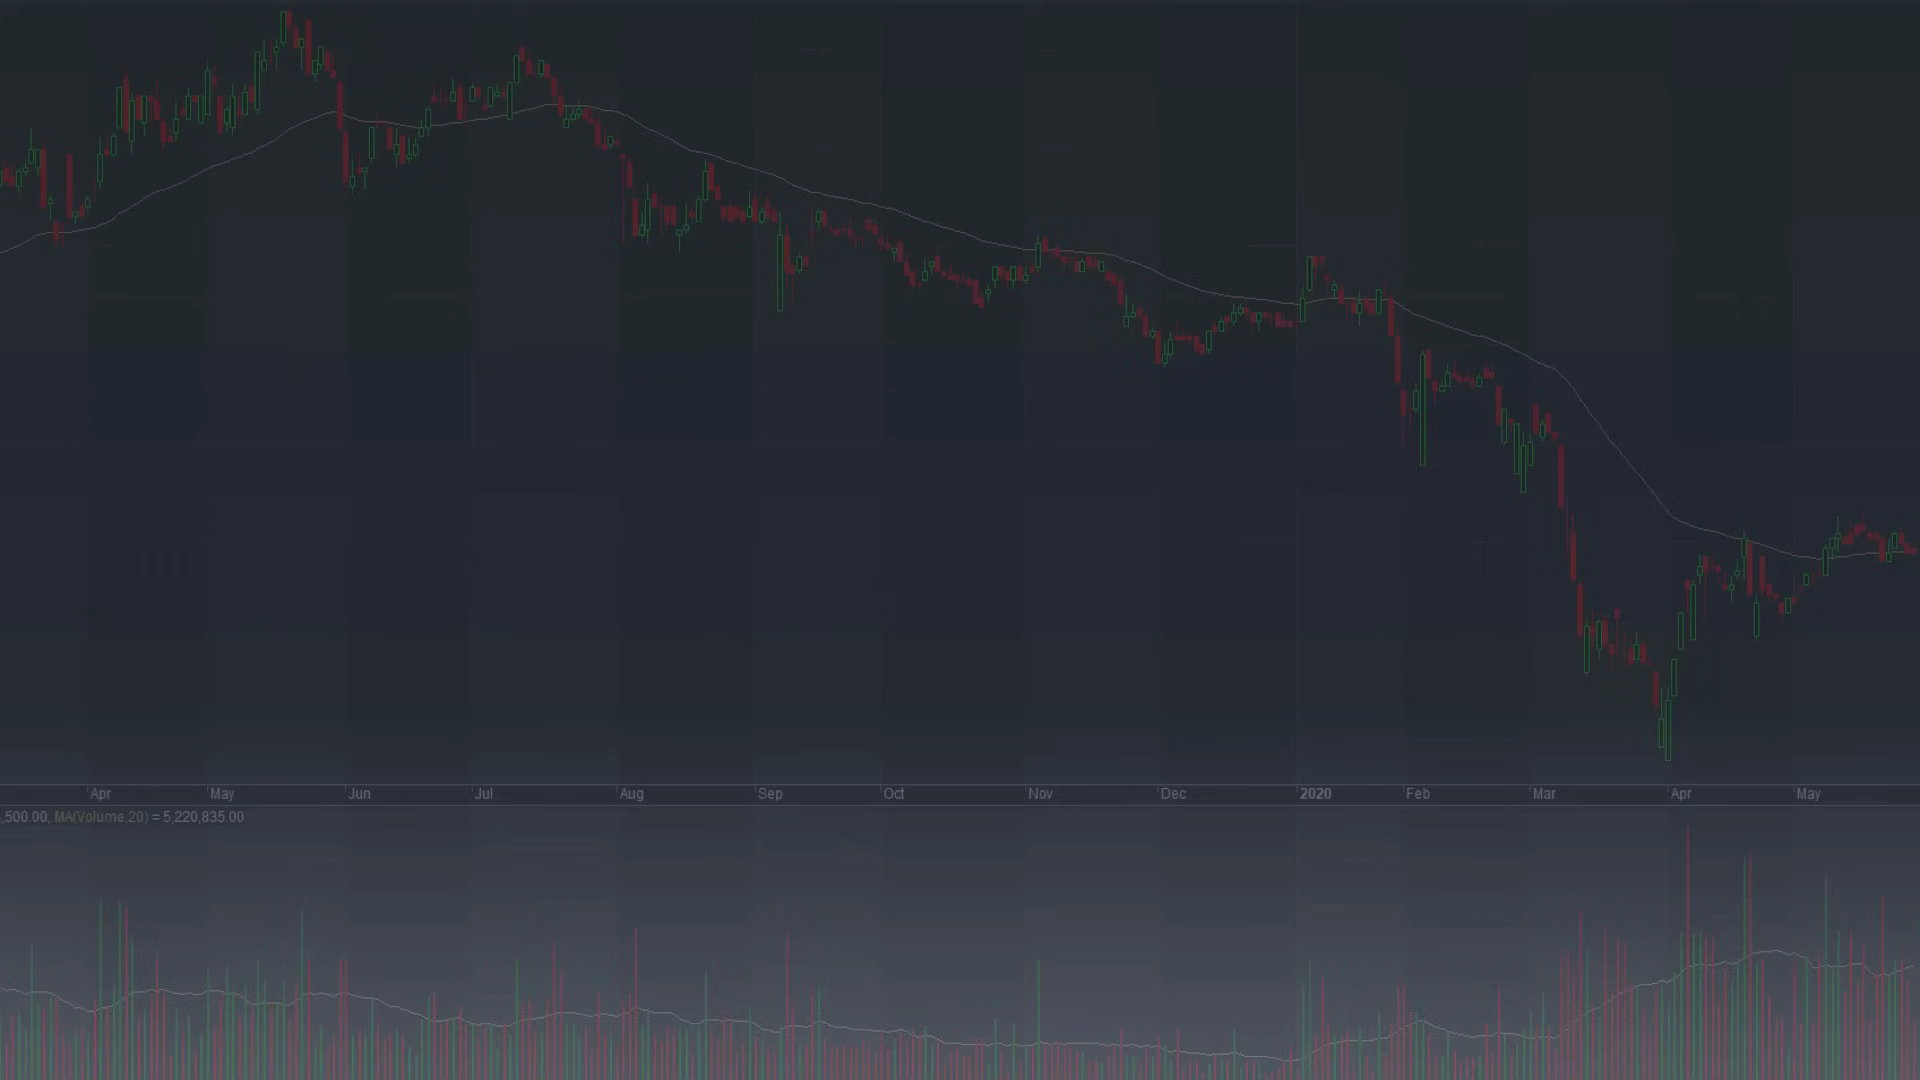 Apr May Jun Jul Aug Sep Oct Nov Dec 2020 Feb Mar Apr May
,500.00, MA(Volume,20) = 5,220,835.00